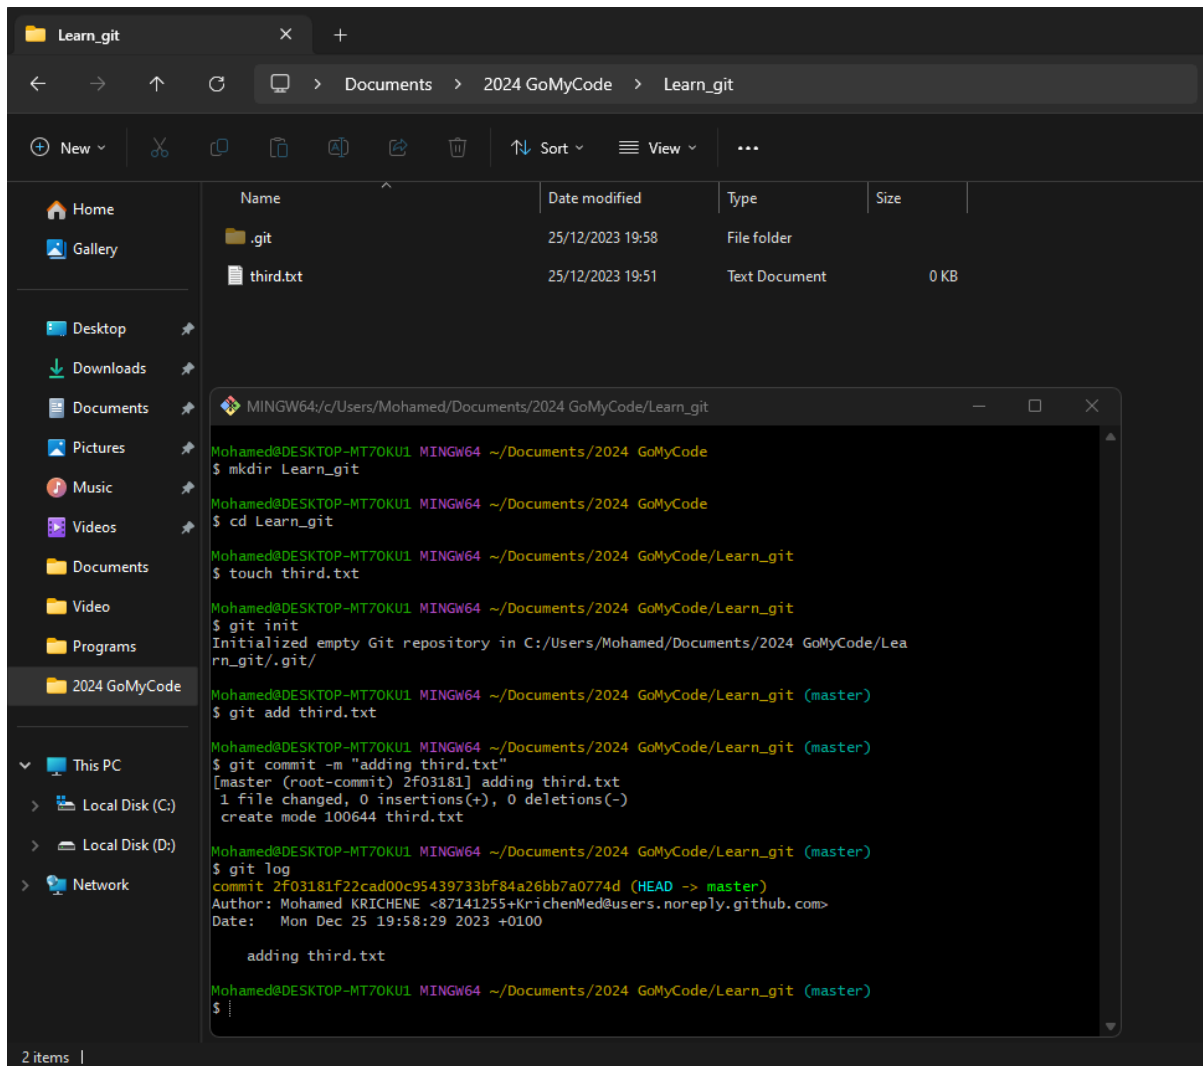 Learn_git
Documents > 2024 GoMyCode > Learn_git
New Sort View
Name Date modified Type Size
.git 25/12/2023 19:58 File folder
third.txt 25/12/2023 19:51 Text Document 0 KB
Home
Gallery
Desktop
Downloads
Documents
Pictures
Music
Videos
Documents
Video
Programs
2024 GoMyCode
This PC
Local Disk (C:)
Local Disk (D:)
Network
2 items
MINGW64:/c/Users/Mohamed/Documents/2024 GoMyCode/Learn_git
Mohamed@DESKTOP-MT7OKU1 MINGW64 ~/Documents/2024 GoMyCode
$ mkdir Learn_git
Mohamed@DESKTOP-MT7OKU1 MINGW64 ~/Documents/2024 GoMyCode
$ cd Learn_git
Mohamed@DESKTOP-MT7OKU1 MINGW64 ~/Documents/2024 GoMyCode/Learn_git
$ touch third.txt
Mohamed@DESKTOP-MT7OKU1 MINGW64 ~/Documents/2024 GoMyCode/Learn_git
$ git init
Initialized empty Git repository in C:/Users/Mohamed/Documents/2024 GoMyCode/Lea
rn_git/.git/
Mohamed@DESKTOP-MT7OKU1 MINGW64 ~/Documents/2024 GoMyCode/Learn_git (master)
$ git add third.txt
Mohamed@DESKTOP-MT7OKU1 MINGW64 ~/Documents/2024 GoMyCode/Learn_git (master)
$ git commit -m "adding third.txt"
[master (root-commit) 2f03181] adding third.txt
1 file changed, 0 insertions(+), 0 deletions(-)
create mode 100644 third.txt
Mohamed@DESKTOP-MT7OKU1 MINGW64 ~/Documents/2024 GoMyCode/Learn_git (master)
$ git log
commit 2f03181f22cad00c95439733bf84a26bb7a0774d (HEAD -> master)
Author: Mohamed KRICHENE <87141255+KrichenMed@users.noreply.github.com>
Date: Mon Dec 25 19:58:29 2023 +0100
adding third.txt
Mohamed@DESKTOP-MT7OKU1 MINGW64 ~/Documents/2024 GoMyCode/Learn_git (master)
$